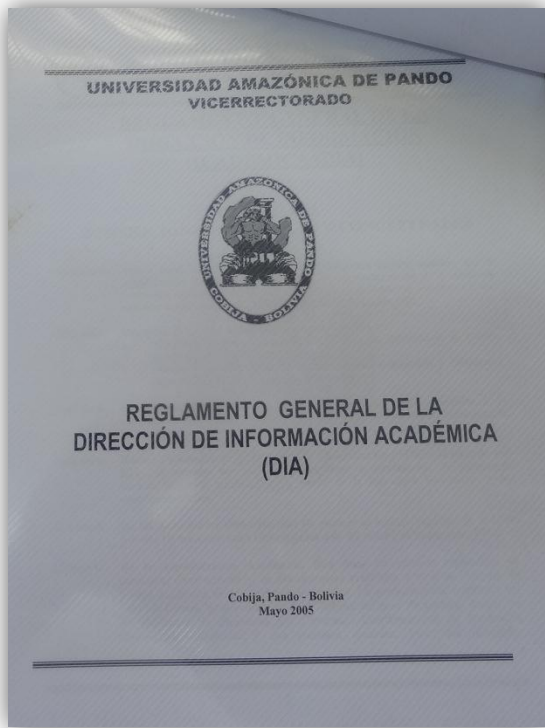 UNIVERSIDAD AMAZÓNICA DE PANDO
VICERRECTORADO
UNIVERSIDAD AMAZONICA DE PANDO
COBIJA - BOLIVIA
REGLAMENTO GENERAL DE LA
DIRECCIÓN DE INFORMACIÓN ACADÉMICA
(DIA)
Cobija, Pando - Bolivia
Mayo 2005